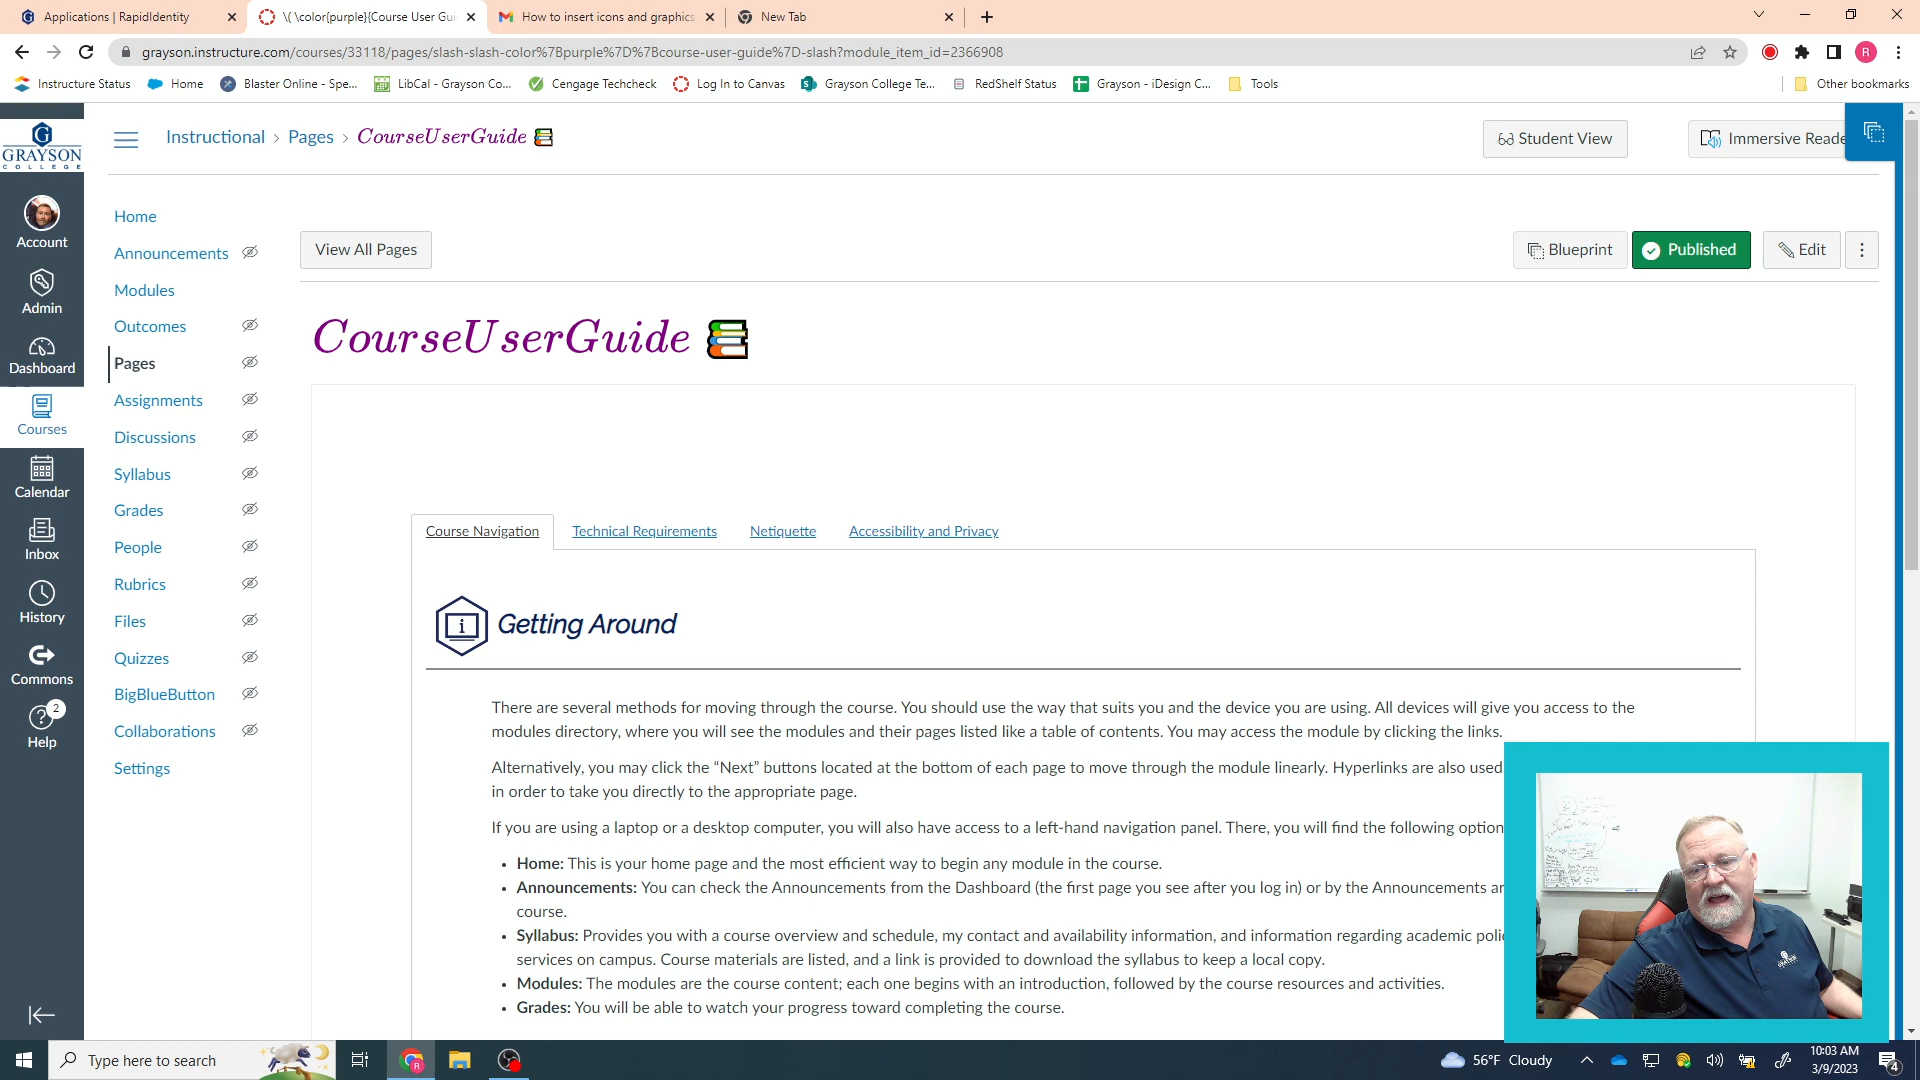 Applications | RapidIdentity
\( \color{purple}{Course User Gui
How to insert icons and graphics
New Tab
grayson.instructure.com/courses/33118/pages/slash-slash-color%7Bpurple%7D%7Bcourse-user-guide%7D-slash?module_item_id=2366908
R
Instructure Status
Home
Blaster Online - Spe...
LibCal - Grayson Co...
Cengage Techcheck
Log In to Canvas
Grayson College Te...
RedShelf Status
Grayson - iDesign C...
Tools
Other bookmarks
G
GRAYSON
COLLEGE
Instructional › Pages › CourseUserGuide
Student View
Immersive Reade
Account
Admin
Dashboard
Courses
Calendar
Inbox
History
Commons
2
Help
Home
Announcements
Modules
Outcomes
Pages
Assignments
Discussions
Syllabus
Grades
People
Rubrics
Files
Quizzes
BigBlueButton
Collaborations
Settings
View All Pages
Blueprint
Published
Edit
CourseUserGuide
Course Navigation
Technical Requirements
Netiquette
Accessibility and Privacy
i
Getting Around
There are several methods for moving through the course. You should use the way that suits you and the device you are using. All devices will give you access to the
modules directory, where you will see the modules and their pages listed like a table of contents. You may access the module by clicking the links.
Alternatively, you may click the “Next” buttons located at the bottom of each page to move through the module linearly. Hyperlinks are also used
in order to take you directly to the appropriate page.
If you are using a laptop or a desktop computer, you will also have access to a left-hand navigation panel. There, you will find the following option
• Home: This is your home page and the most efficient way to begin any module in the course.
• Announcements: You can check the Announcements from the Dashboard (the first page you see after you log in) or by the Announcements ar
course.
• Syllabus: Provides you with a course overview and schedule, my contact and availability information, and information regarding academic poli
services on campus. Course materials are listed, and a link is provided to download the syllabus to keep a local copy.
• Modules: The modules are the course content; each one begins with an introduction, followed by the course resources and activities.
• Grades: You will be able to watch your progress toward completing the course.
Type here to search
56°F Cloudy
10:03 AM
3/9/2023
4